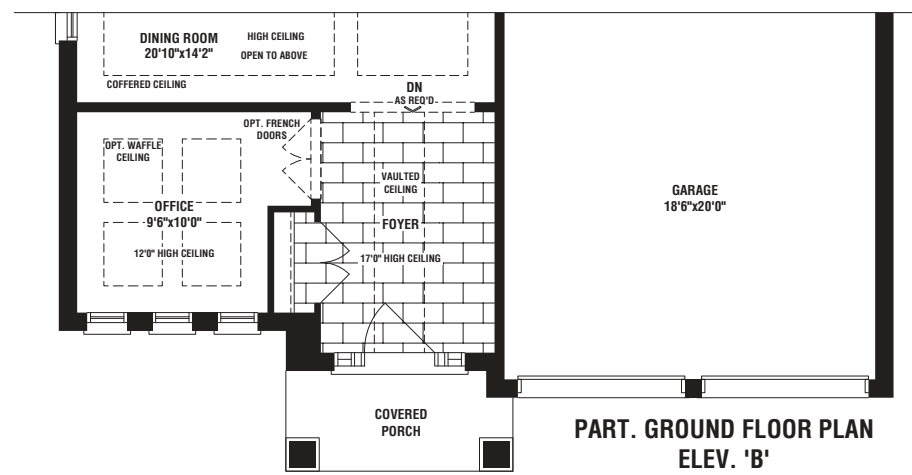 DINING ROOM
20'10"x14'2"
HIGH CEILING
OPEN TO ABOVE
COFFERED CEILING
DN
AS REQ'D
OPT. FRENCH
DOORS
OPT. WAFFLE
CEILING
OFFICE
9'6"x10'0"
12'0" HIGH CEILING
VAULTED
CEILING
FOYER
17'0" HIGH CEILING
GARAGE
18'6"x20'0"
COVERED
PORCH
PART. GROUND FLOOR PLAN
ELEV. 'B'